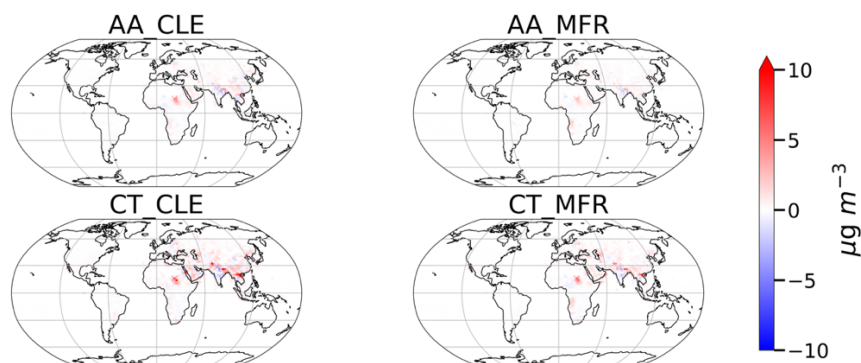 AA_CLE
AA_MFR
CT_CLE
CT_MFR
10
5
0
−5
−10
μg m⁻³